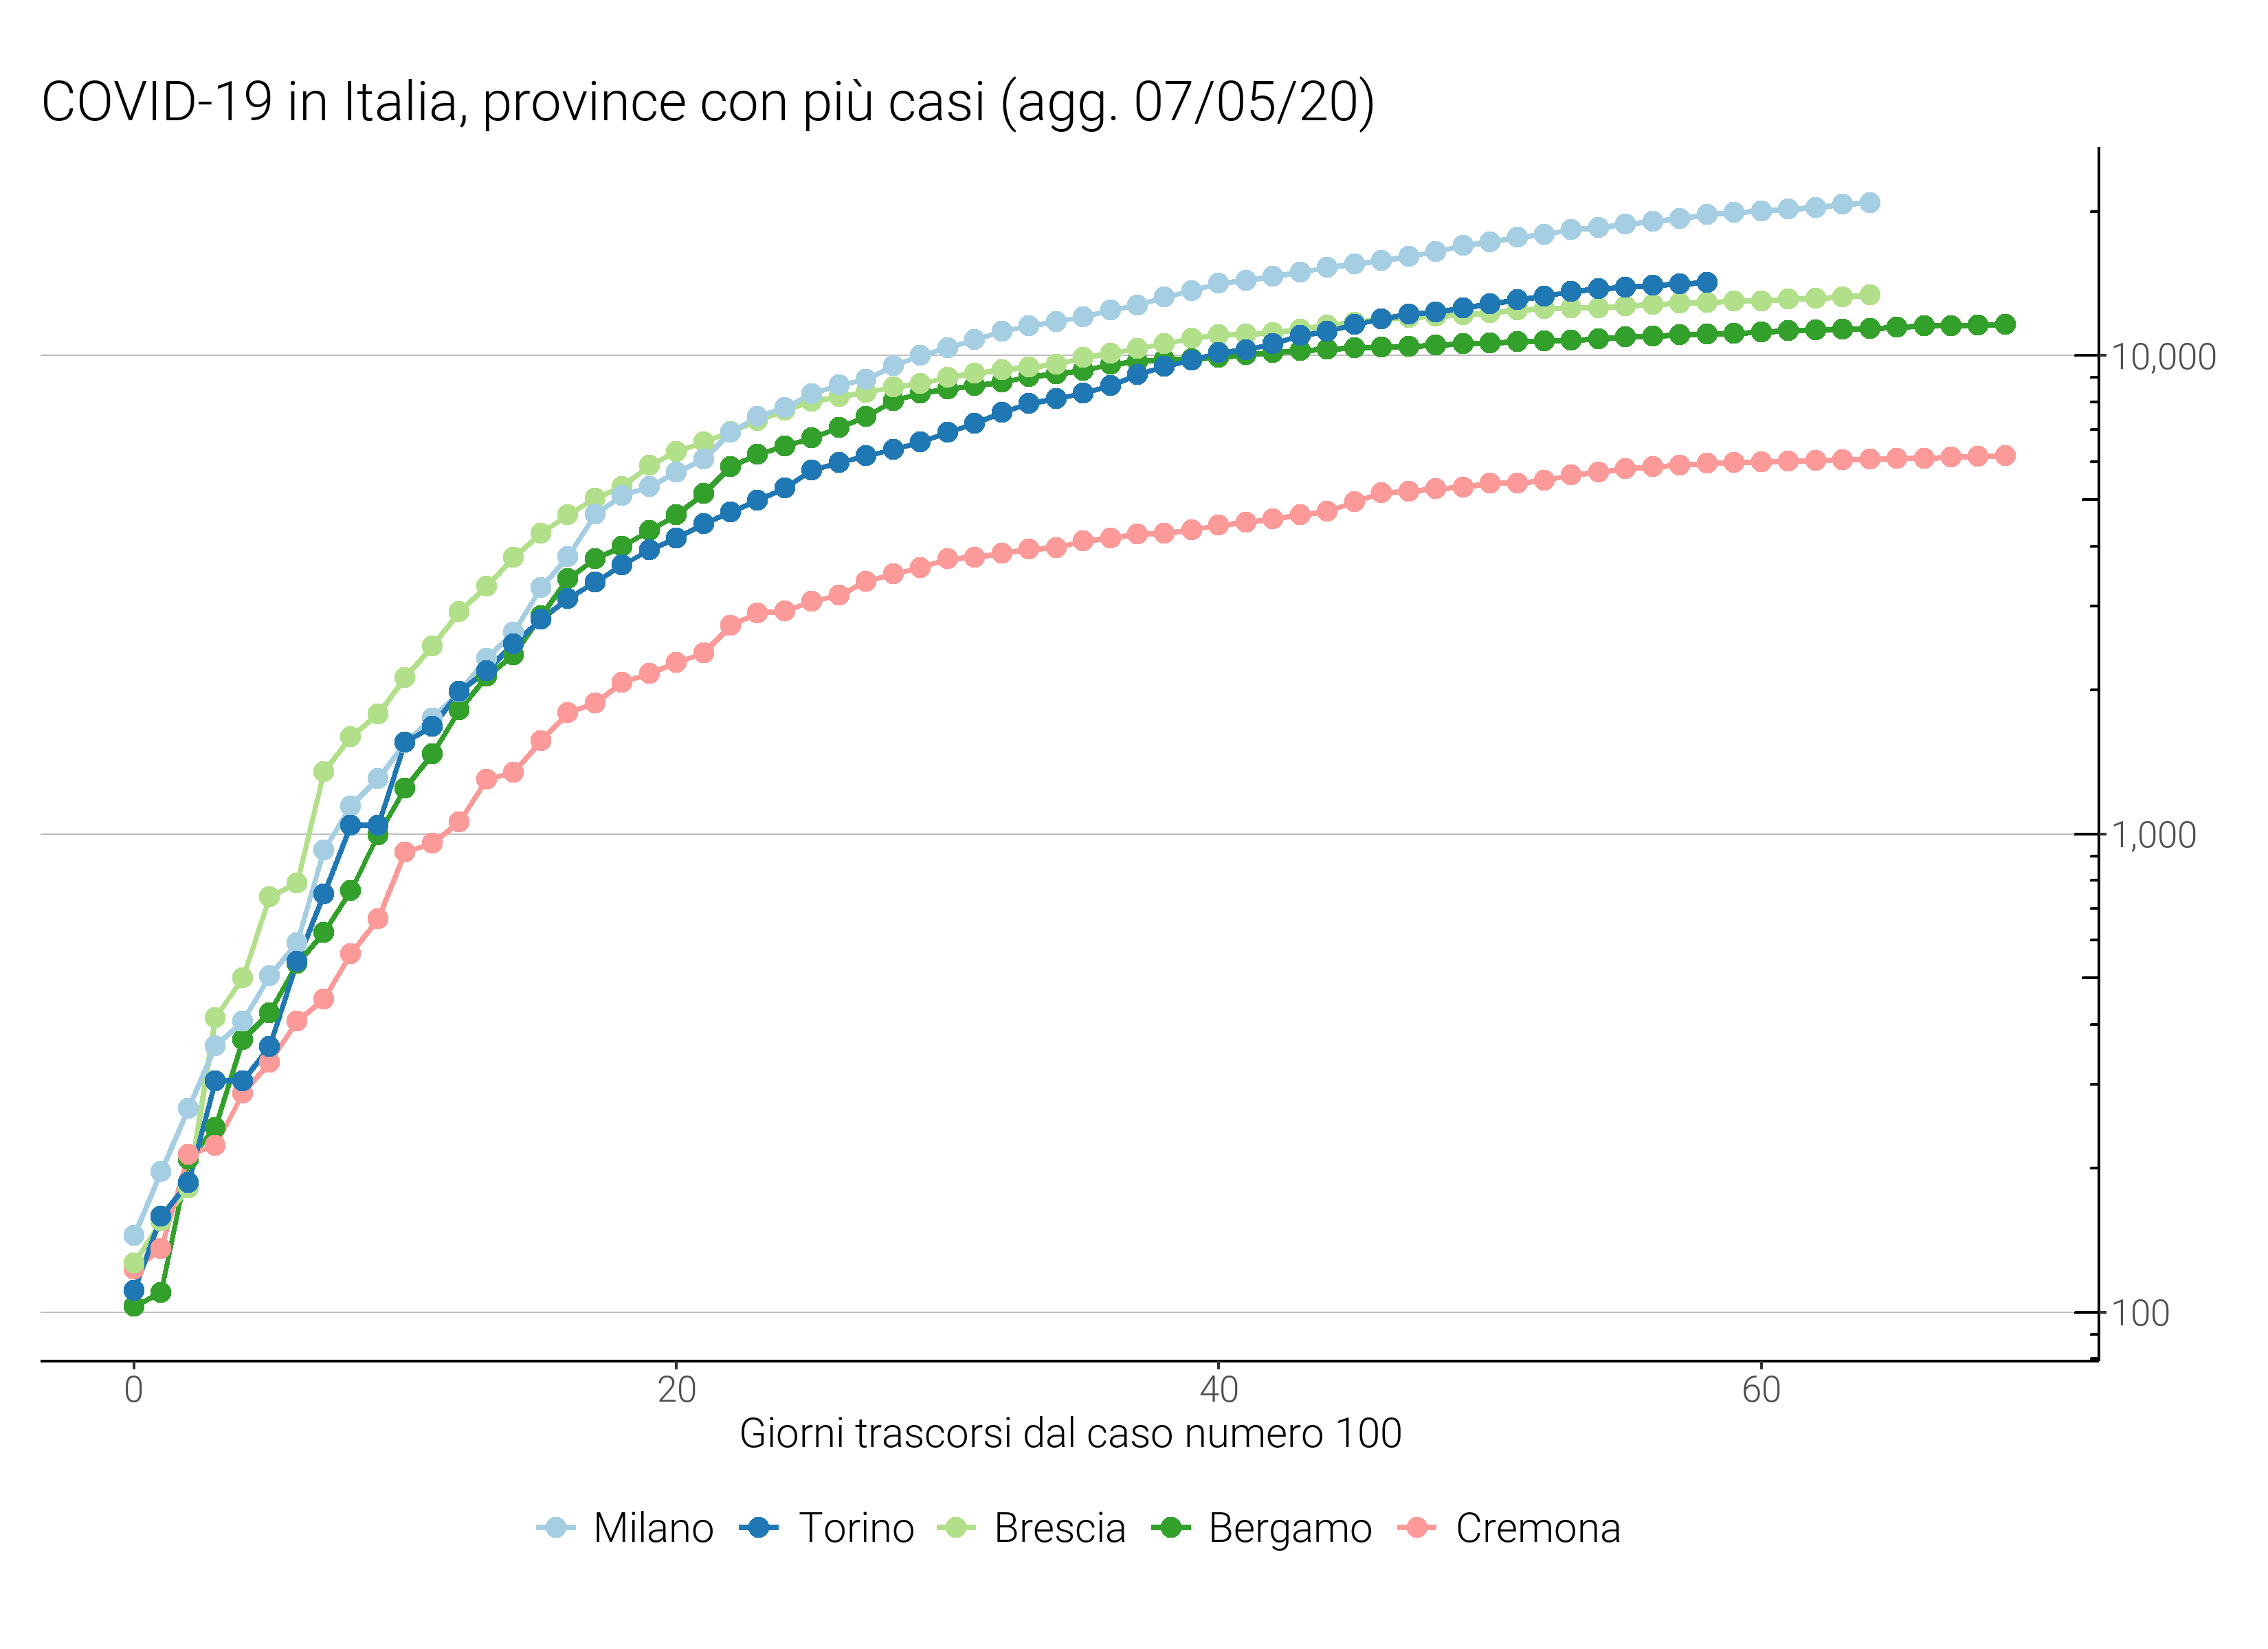 COVID-19 in Italia, province con più casi (agg. 07/05/20)
10,000
1,000
100
0 20 40 60
Giorni trascorsi dal caso numero 100
Milano Torino Brescia Bergamo Cremona